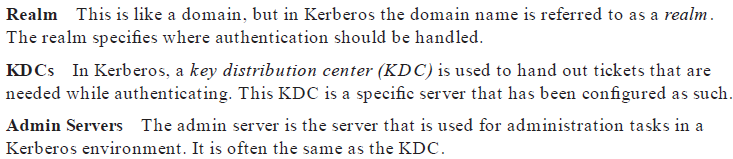 Realm This is like a domain, but in Kerberos the domain name is referred to as a realm.
The realm specifies where authentication should be handled.
KDCs In Kerberos, a key distribution center (KDC) is used to hand out tickets that are
needed while authenticating. This KDC is a specific server that has been configured as such.
Admin Servers The admin server is the server that is used for administration tasks in a
Kerberos environment. It is often the same as the KDC.